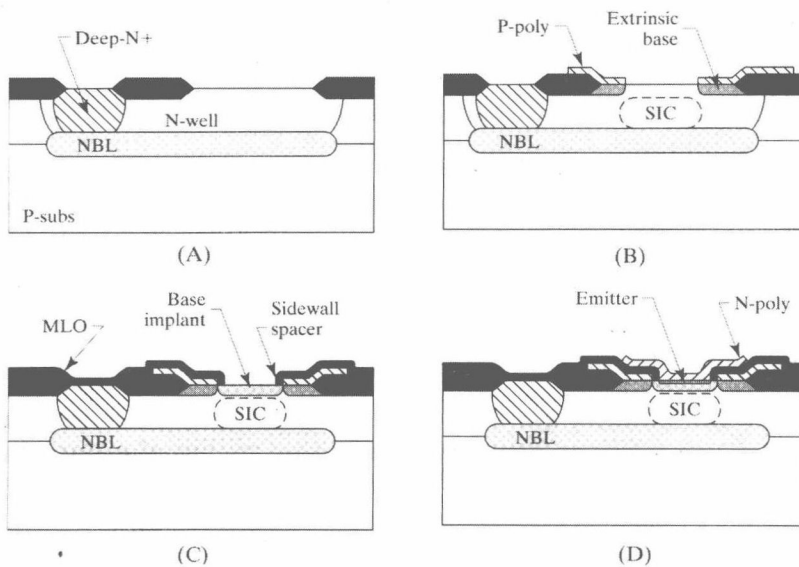 Deep-N+
N-well
NBL
P-subs
(A)
P-poly
Extrinsic
base
SIC
NBL
(B)
MLO
Base
implant
Sidewall
spacer
SIC
NBL
(C)
Emitter
N-poly
SIC
NBL
(D)